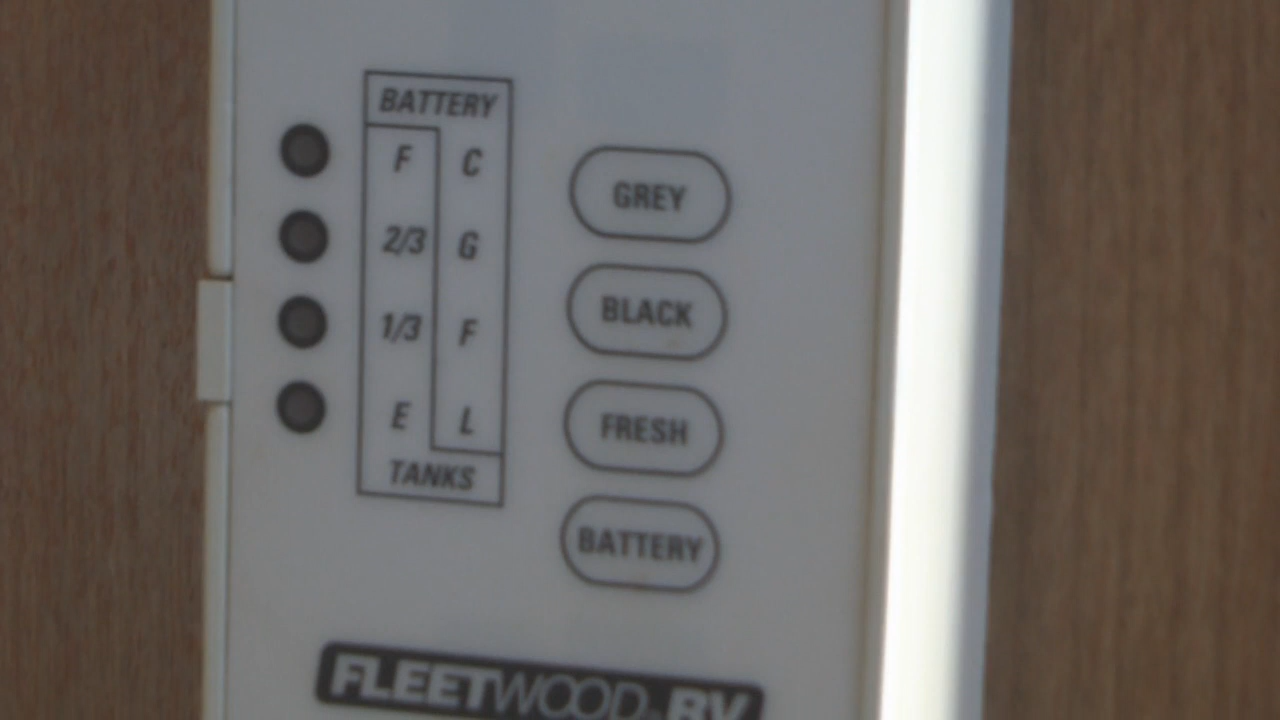 BATTERY
F C
2/3 G
1/3 F
E L
TANKS
GREY
BLACK
FRESH
BATTERY
FLEETWOOD RV